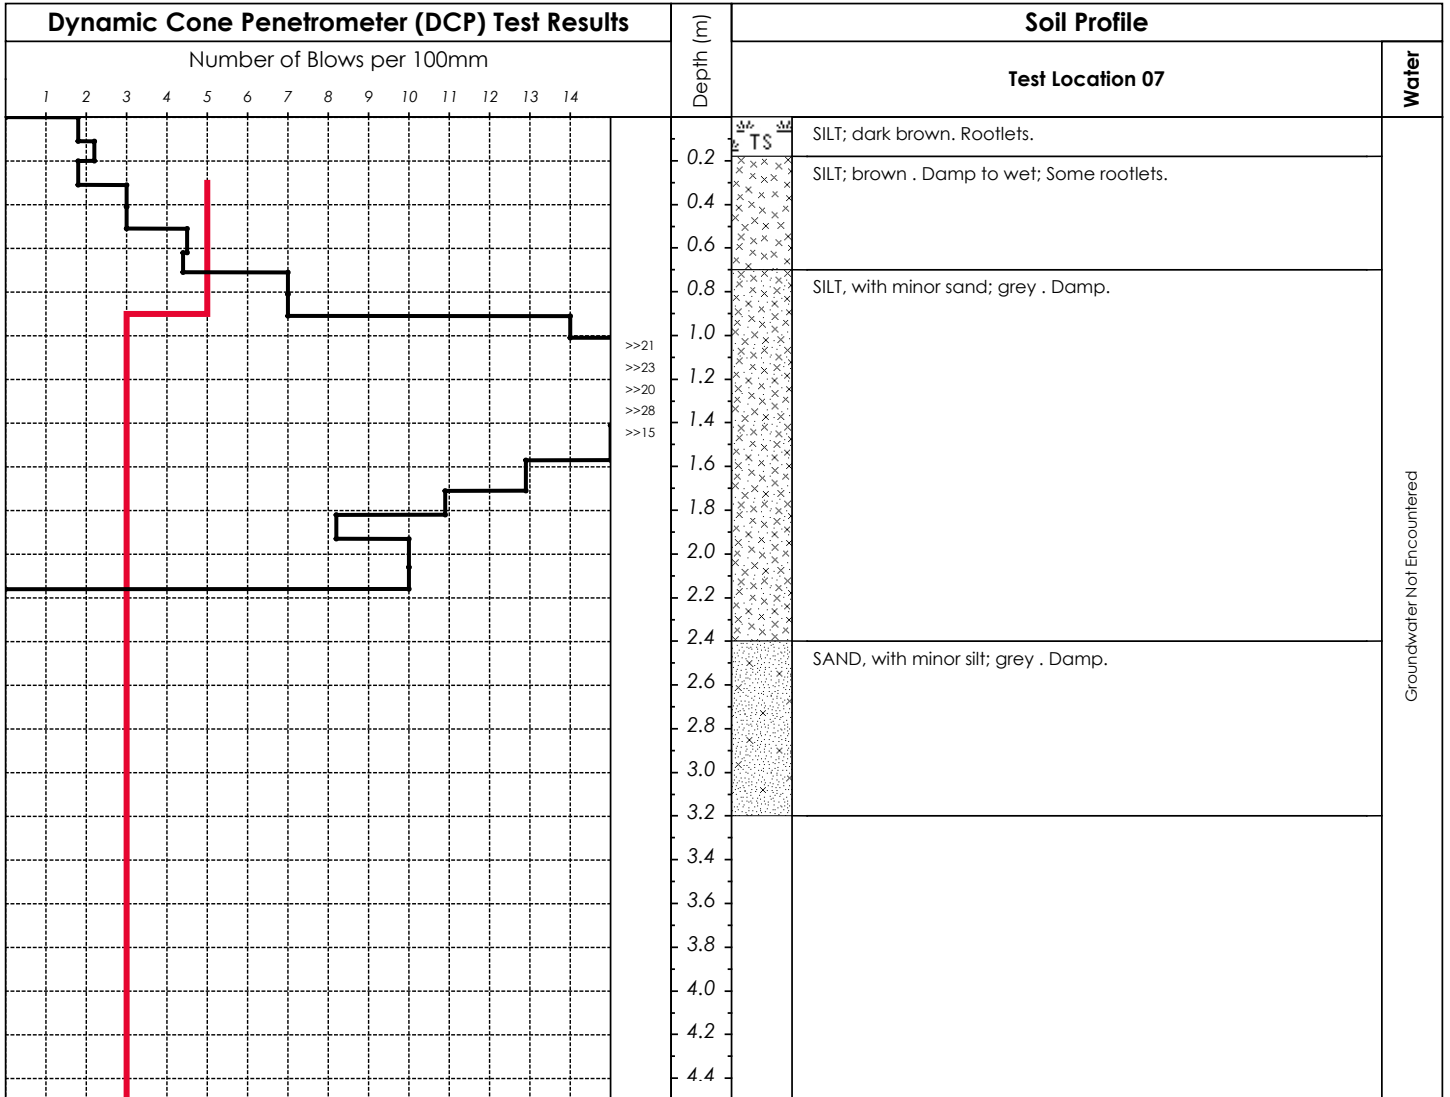 Dynamic Cone Penetrometer (DCP) Test Results
Number of Blows per 100mm
1 2 3 4 5 6 7 8 9 10 11 12 13 14
Depth (m)
Soil Profile
Test Location 07
Water
TS
SILT; dark brown. Rootlets.
0.2
SILT; brown . Damp to wet; Some rootlets.
0.4
0.6
0.8
SILT, with minor sand; grey . Damp.
1.0
>>21
>>23
1.2
>>20
>>28
1.4
>>15
1.6
1.8
2.0
2.2
2.4
SAND, with minor silt; grey . Damp.
2.6
2.8
3.0
3.2
3.4
3.6
3.8
4.0
4.2
4.4
Groundwater Not Encountered